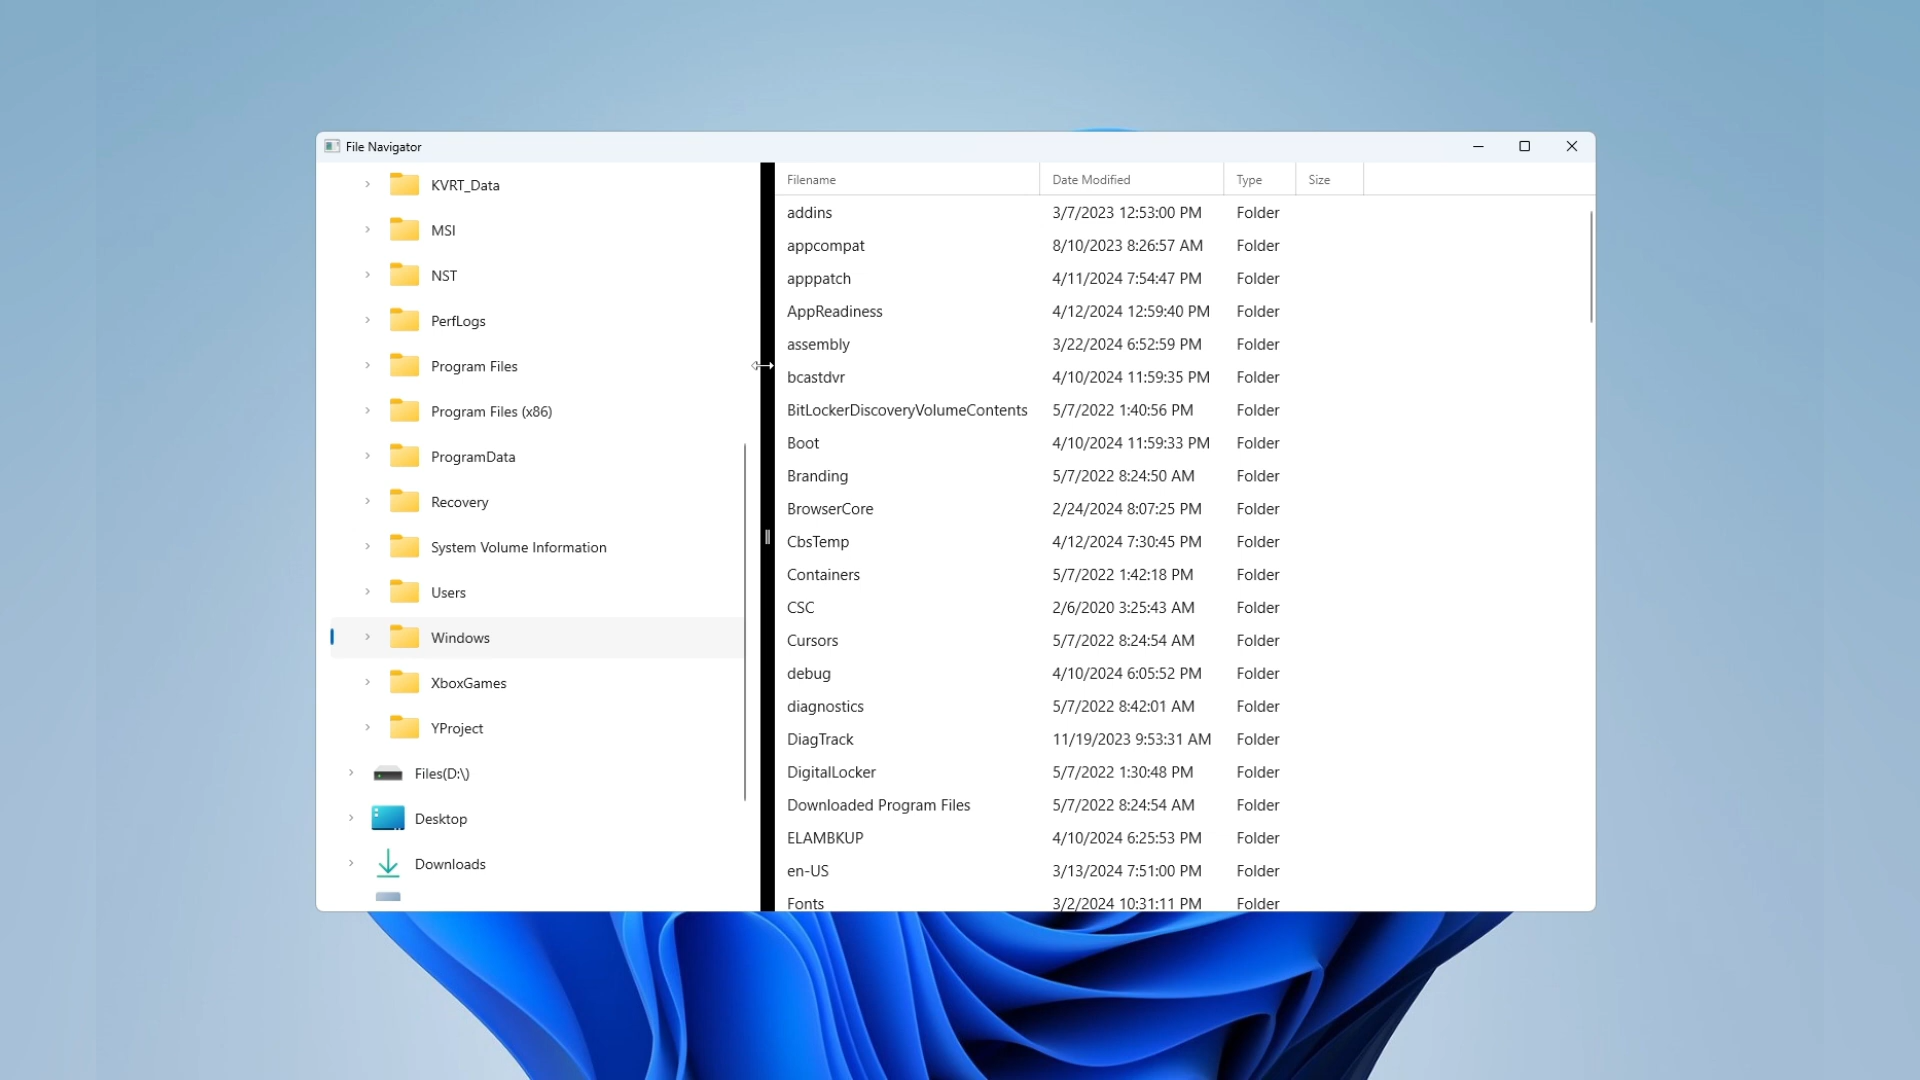 File Navigator
KVRT_Data
MSI
NST
PerfLogs
Program Files
Program Files (x86)
ProgramData
Recovery
System Volume Information
Users
Windows
XboxGames
YProject
Files(D:\)
Desktop
Downloads
Filename Date Modified Type Size
addins 3/7/2023 12:53:00 PM Folder
appcompat 8/10/2023 8:26:57 AM Folder
apppatch 4/11/2024 7:54:47 PM Folder
AppReadiness 4/12/2024 12:59:40 PM Folder
assembly 3/22/2024 6:52:59 PM Folder
bcastdvr 4/10/2024 11:59:35 PM Folder
BitLockerDiscoveryVolumeContents 5/7/2022 1:40:56 PM Folder
Boot 4/10/2024 11:59:33 PM Folder
Branding 5/7/2022 8:24:50 AM Folder
BrowserCore 2/24/2024 8:07:25 PM Folder
CbsTemp 4/12/2024 7:30:45 PM Folder
Containers 5/7/2022 1:42:18 PM Folder
CSC 2/6/2020 3:25:43 AM Folder
Cursors 5/7/2022 8:24:54 AM Folder
debug 4/10/2024 6:05:52 PM Folder
diagnostics 5/7/2022 8:42:01 AM Folder
DiagTrack 11/19/2023 9:53:31 AM Folder
DigitalLocker 5/7/2022 1:30:48 PM Folder
Downloaded Program Files 5/7/2022 8:24:54 AM Folder
ELAMBKUP 4/10/2024 6:25:53 PM Folder
en-US 3/13/2024 7:51:00 PM Folder
Fonts 3/2/2024 10:31:11 PM Folder